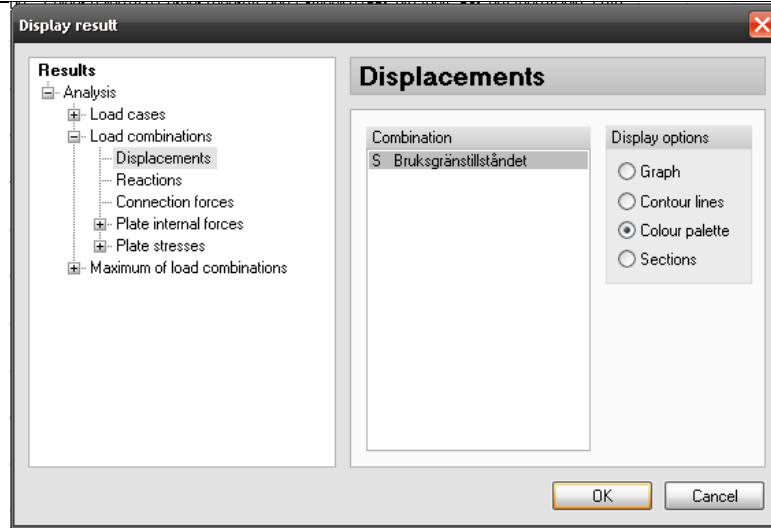 Display result
Results
Analysis
Load cases
Load combinations
Displacements
Reactions
Connection forces
Plate internal forces
Plate stresses
Maximum of load combinations
Displacements
Combination
S Bruksgränstillståndet
Display options
Graph
Contour lines
Colour palette
Sections
OK
Cancel